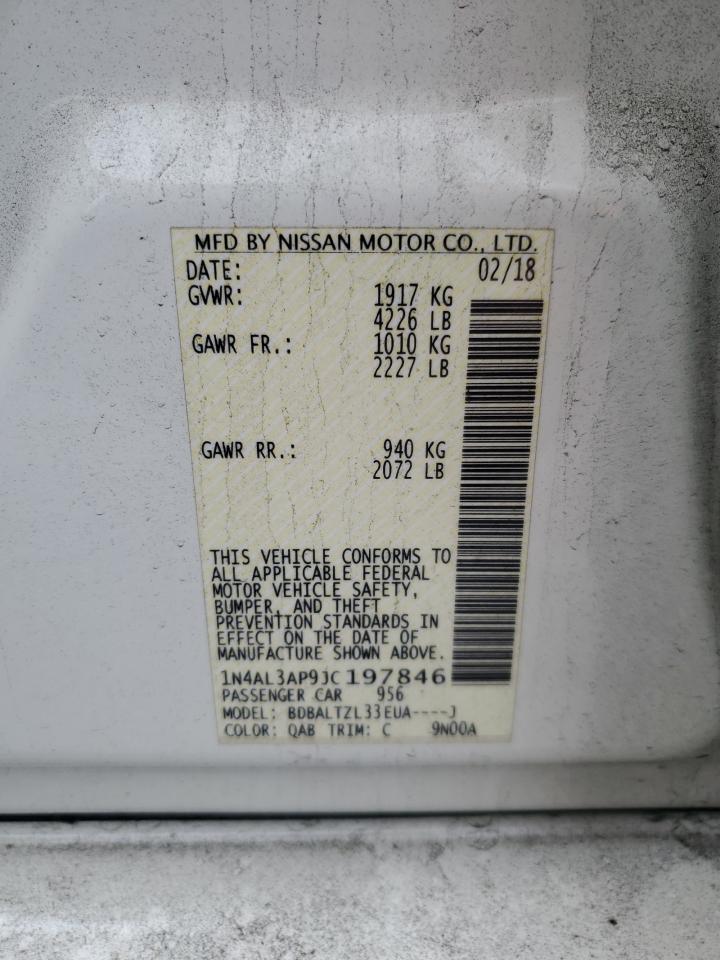 MFD BY NISSAN MOTOR CO., LTD.
DATE: 02/18
GVWR: 1917 KG
4226 LB
GAWR FR.: 1010 KG
2227 LB
GAWR RR.: 940 KG
2072 LB
THIS VEHICLE CONFORMS TO
ALL APPLICABLE FEDERAL
MOTOR VEHICLE SAFETY,
BUMPER, AND THEFT
PREVENTION STANDARDS IN
EFFECT ON THE DATE OF
MANUFACTURE SHOWN ABOVE.
1N4AL3AP9JC197846
PASSENGER CAR 956
MODEL: BDBALTZL33EUA----J
COLOR: QAB TRIM: C 9N00A